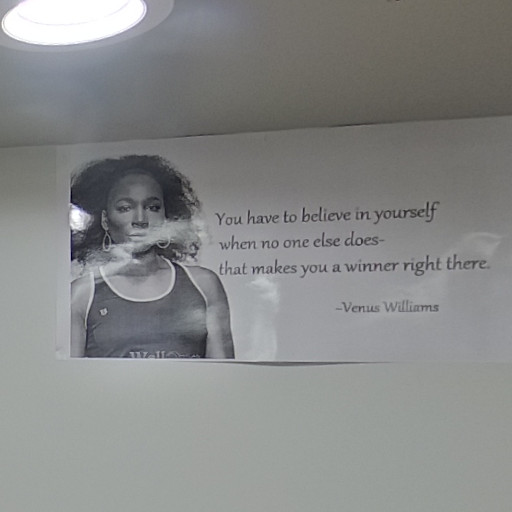 You have to believe in yourself
when no one else does-
that makes you a winner right there.
-Venus Williams